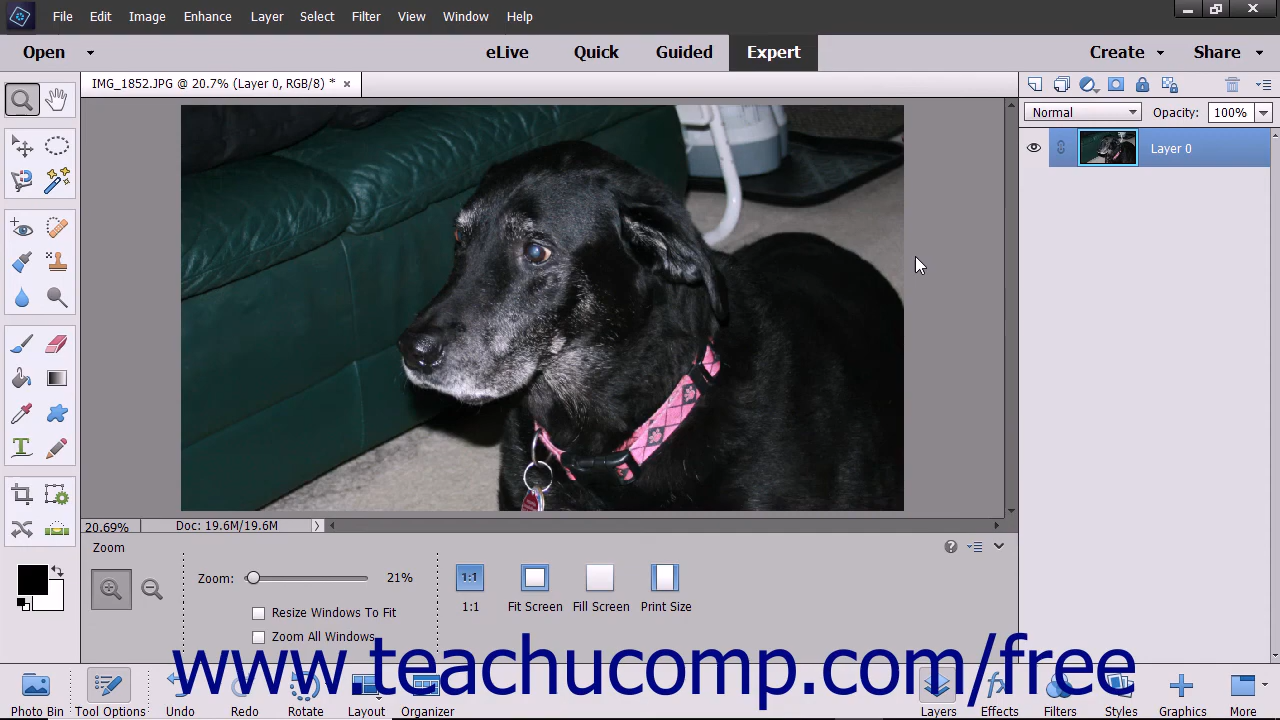 File Edit Image Enhance Layer Select Filter View Window Help
Open eLive Quick Guided Expert Create Share
IMG_1852.JPG @ 20.7% (Layer 0, RGB/8) * ×
Normal Opacity: 100%
Layer 0
20.69% Doc: 19.6M/19.6M
Zoom
Zoom: 21%
1:1
1:1 Fit Screen Fill Screen Print Size
Resize Windows To Fit
Zoom All Windows
www.teachucomp.com/free
Photo Bin Tool Options Undo Redo Rotate Layout Organizer Layers Effects Filters Styles Graphics More